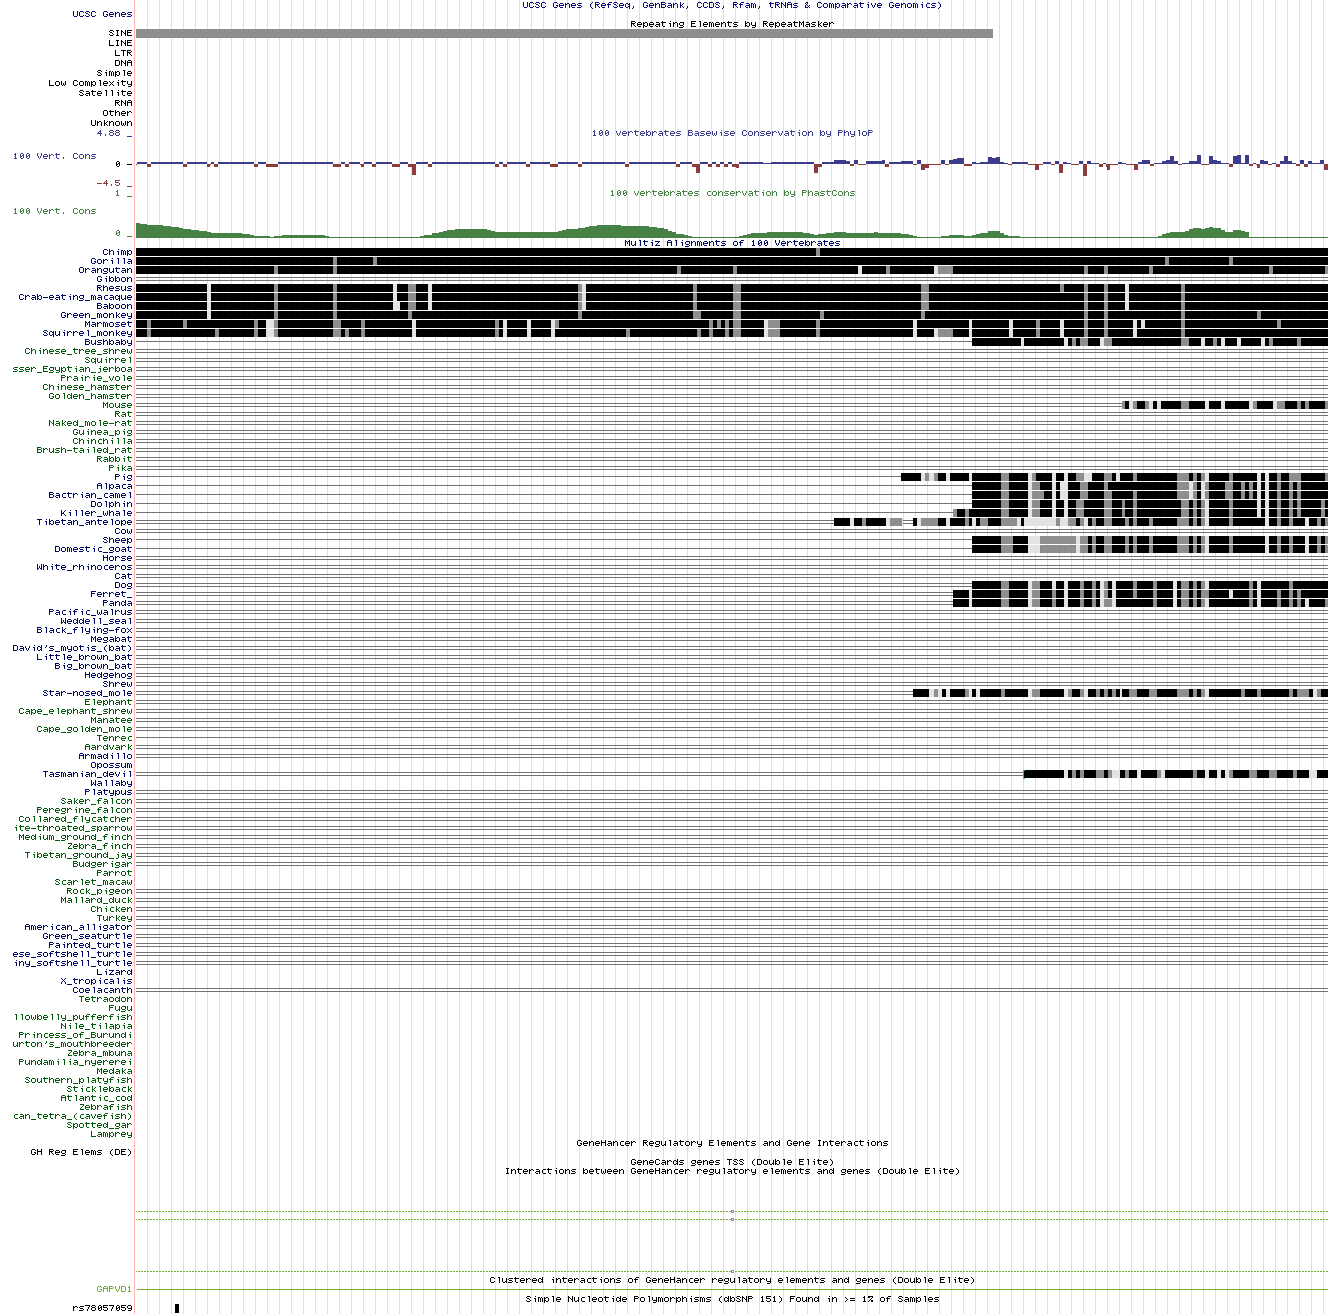 UCSC Genes (RefSeq, GenBank, CCDS, Rfam, tRNAs & Comparative Genomics)
UCSC Genes
Repeating Elements by RepeatMasker
SINE
LINE
LTR
DNA
Simple
Low Complexity
Satellite
RNA
Other
Unknown
4.88 _
100 vertebrates Basewise Conservation by PhyloP
100 Vert. Cons
0 –
-4.5 _
1 _
100 vertebrates conservation by PhastCons
100 Vert. Cons
0 _
Multiz Alignments of 100 Vertebrates
Chimp
Gorilla
Orangutan
Gibbon
Rhesus
Crab-eating_macaque
Baboon
Green_monkey
Marmoset
Squirrel_monkey
Bushbaby
Chinese_tree_shrew
Squirrel
sser_Egyptian_jerboa
Prairie_vole
Chinese_hamster
Golden_hamster
Mouse
Rat
Naked_mole-rat
Guinea_pig
Chinchilla
Brush-tailed_rat
Rabbit
Pika
Pig
Alpaca
Bactrian_camel
Dolphin
Killer_whale
Tibetan_antelope
Cow
Sheep
Domestic_goat
Horse
White_rhinoceros
Cat
Dog
Ferret_
Panda
Pacific_walrus
Weddell_seal
Black_flying-fox
Megabat
David's_myotis_(bat)
Little_brown_bat
Big_brown_bat
Hedgehog
Shrew
Star-nosed_mole
Elephant
Cape_elephant_shrew
Manatee
Cape_golden_mole
Tenrec
Aardvark
Armadillo
Opossum
Tasmanian_devil
Wallaby
Platypus
Saker_falcon
Peregrine_falcon
Collared_flycatcher
ite-throated_sparrow
Medium_ground_finch
Zebra_finch
Tibetan_ground_jay
Budgerigar
Parrot
Scarlet_macaw
Rock_pigeon
Mallard_duck
Chicken
Turkey
American_alligator
Green_seaturtle
Painted_turtle
ese_softshell_turtle
iny_softshell_turtle
Lizard
X_tropicalis
Coelacanth
Tetraodon
Fugu
llowbelly_pufferfish
Nile_tilapia
Princess_of_Burundi
urton's_mouthbreeder
Zebra_mbuna
Pundamilia_nyererei
Medaka
Southern_platyfish
Stickleback
Atlantic_cod
Zebrafish
can_tetra_(cavefish)
Spotted_gar
Lamprey
GeneHancer Regulatory Elements and Gene Interactions
GH Reg Elems (DE)
GeneCards genes TSS (Double Elite)
Interactions between GeneHancer regulatory elements and genes (Double Elite)
Clustered interactions of GeneHancer regulatory elements and genes (Double Elite)
GAPVD1
Simple Nucleotide Polymorphisms (dbSNP 151) Found in >= 1% of Samples
rs78057059